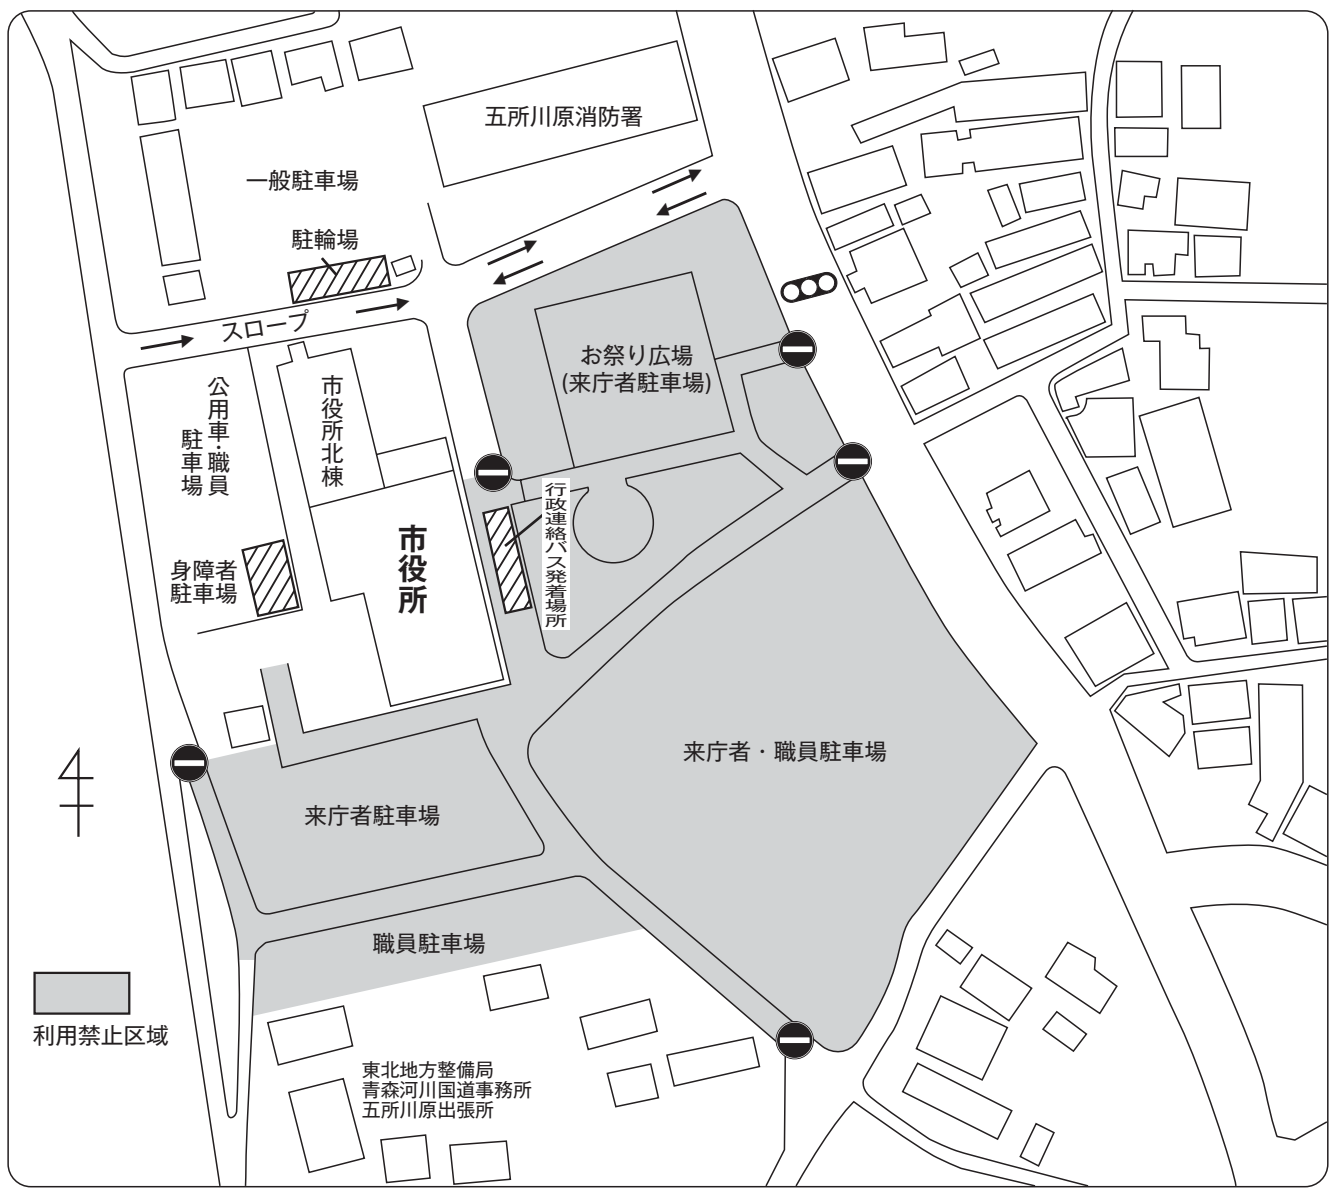 五所川原消防署
一般駐車場
駐輪場
スロープ
お祭り広場
(来庁者駐車場)
公用車・職員
駐車場
市役所北棟
行政連絡バス発着場所
市役所
身障者
駐車場
来庁者・職員駐車場
来庁者駐車場
職員駐車場
利用禁止区域
東北地方整備局
青森河川国道事務所
五所川原出張所